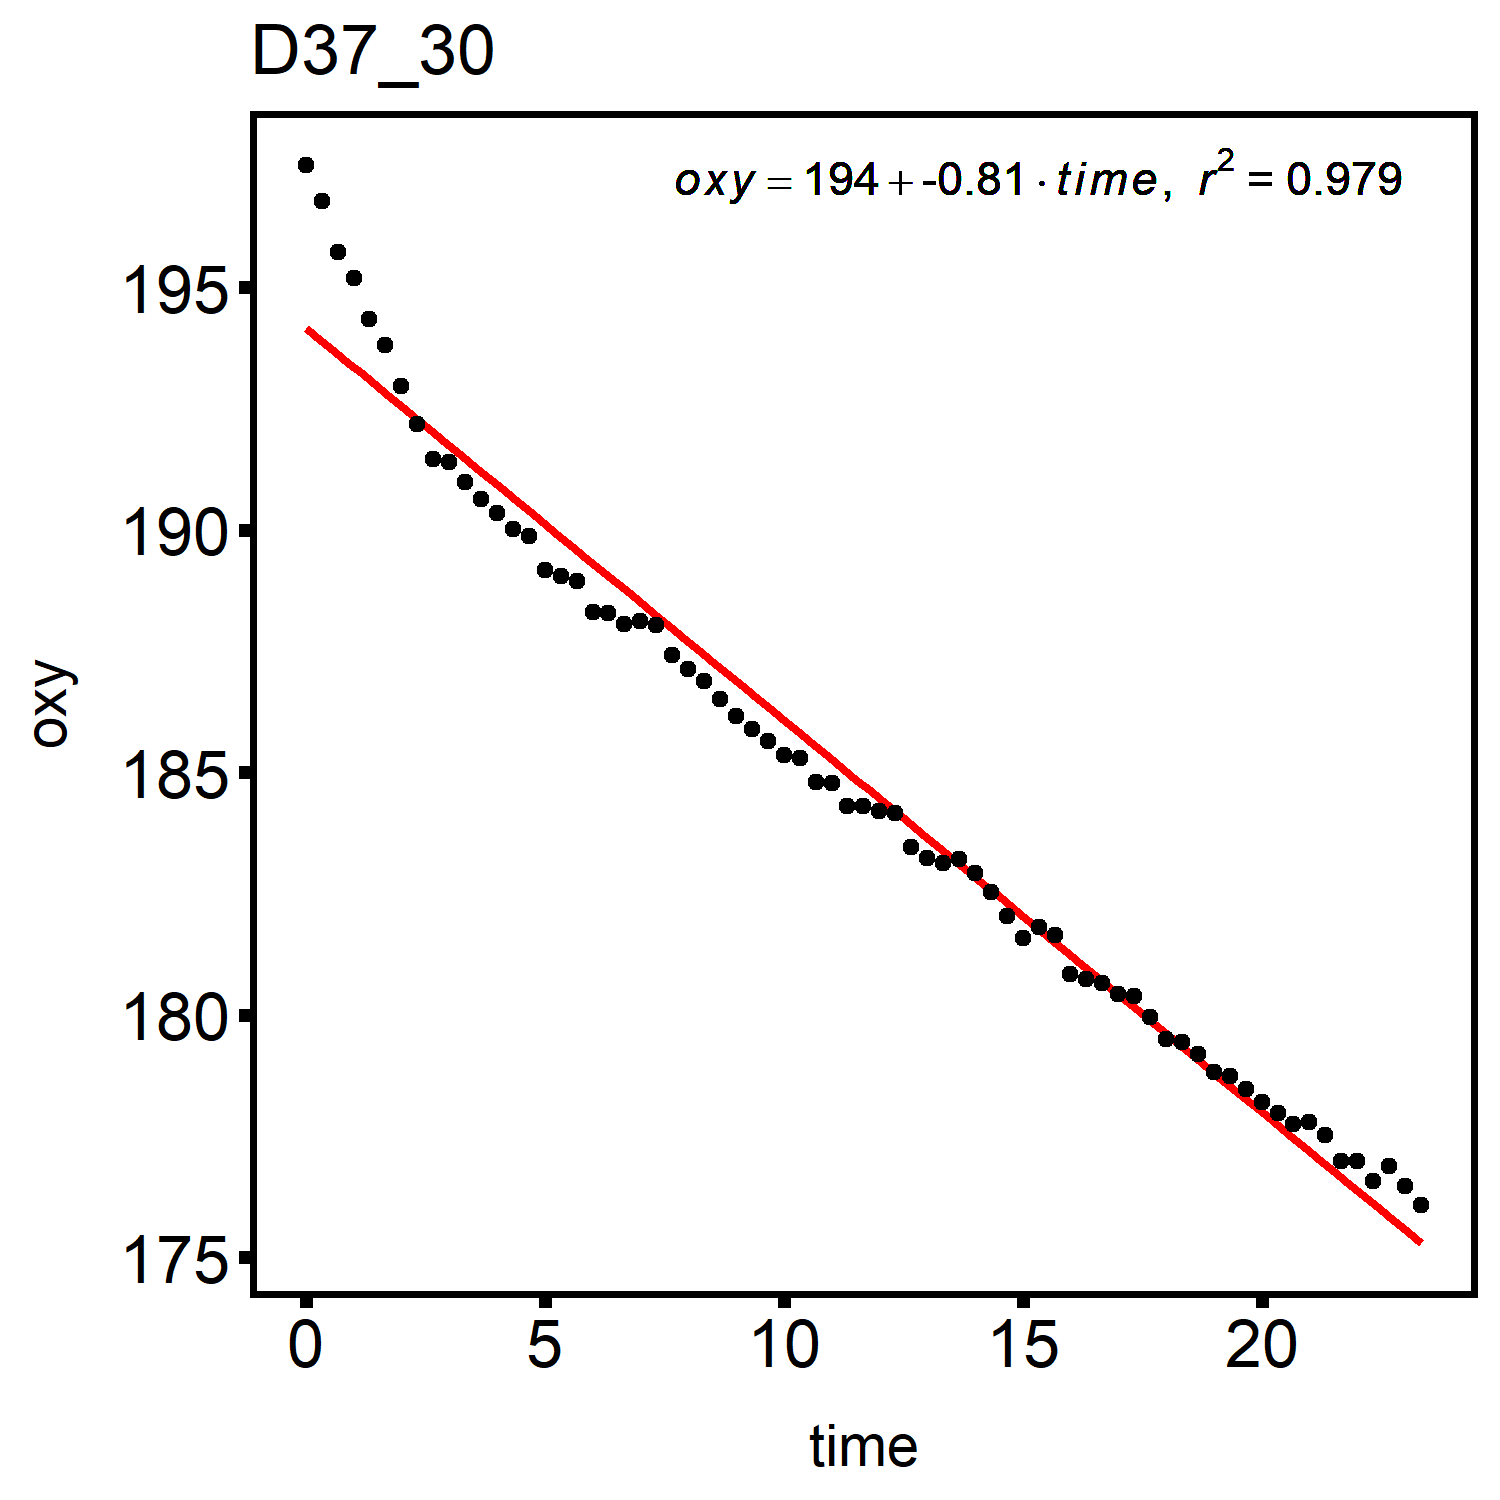 D37_30
oxy = 194 + -0.81 · time, r² = 0.979
195
190
185
180
175
oxy
0 5 10 15 20
time